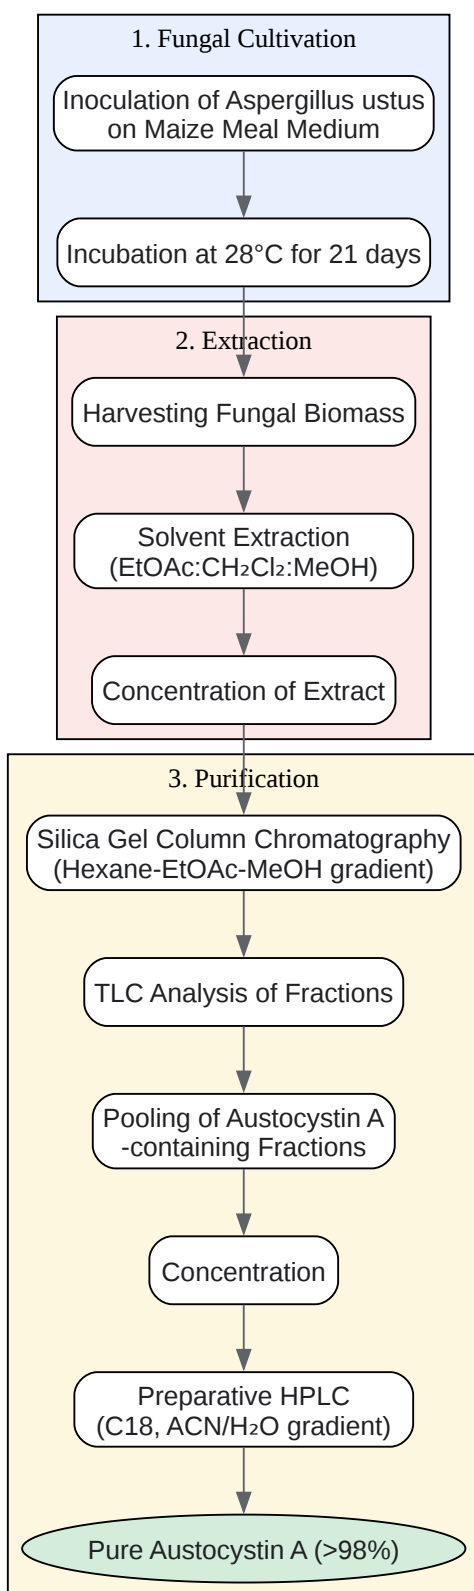 1. Fungal Cultivation
Inoculation of Aspergillus ustus
on Maize Meal Medium
Incubation at 28°C for 21 days
2. Extraction
Harvesting Fungal Biomass
Solvent Extraction
(EtOAc:CH₂Cl₂:MeOH)
Concentration of Extract
3. Purification
Silica Gel Column Chromatography
(Hexane-EtOAc-MeOH gradient)
TLC Analysis of Fractions
Pooling of Austocystin A
-containing Fractions
Concentration
Preparative HPLC
(C18, ACN/H₂O gradient)
Pure Austocystin A (>98%)